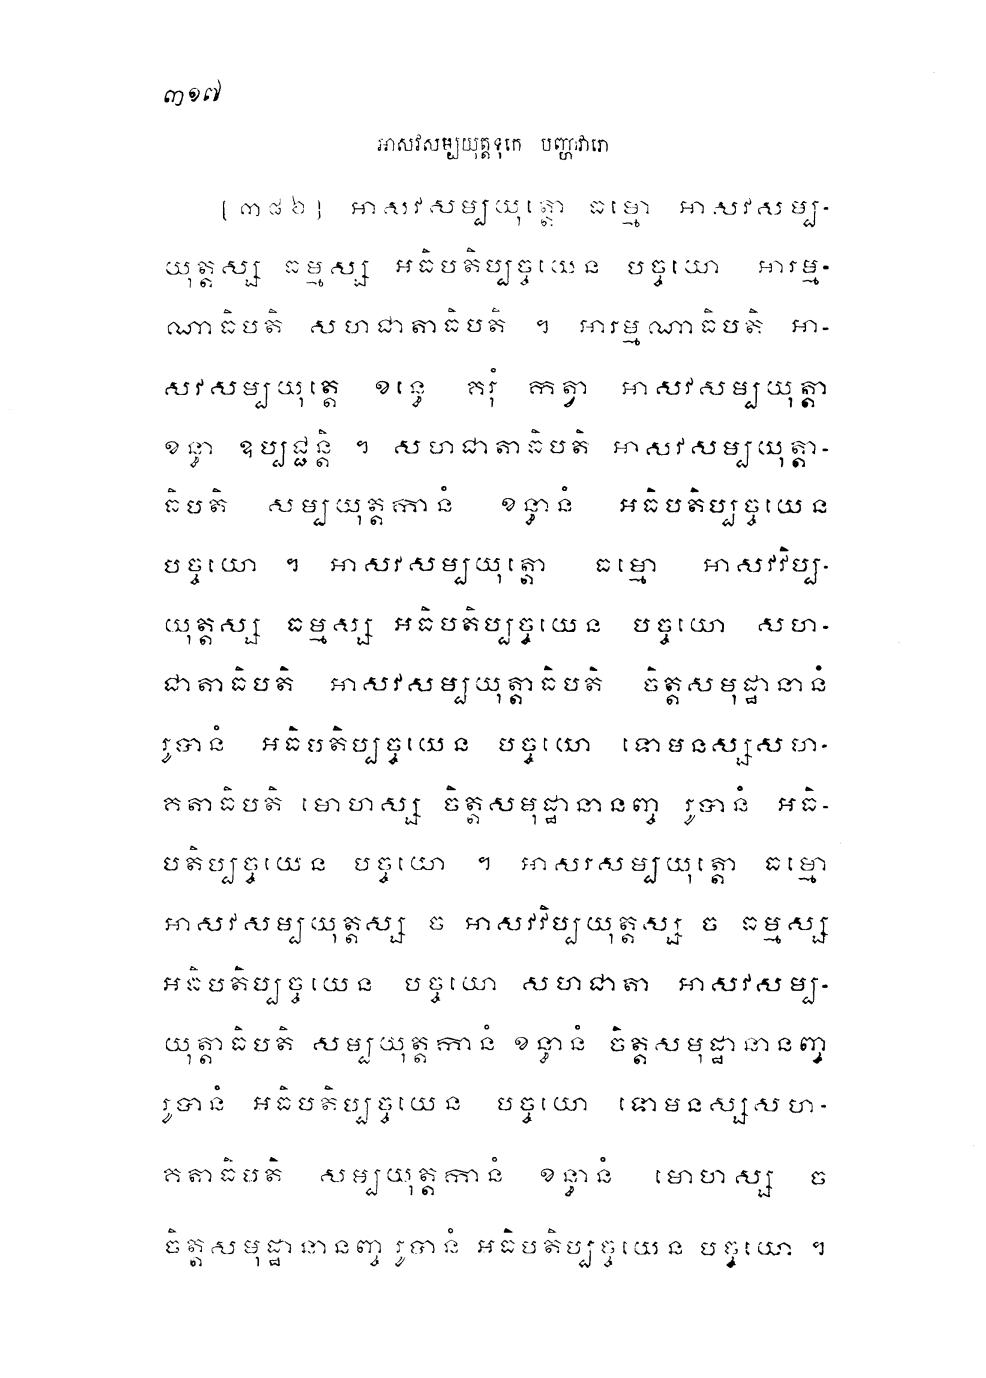 ៣១៧
អាសវសម្បយុត្តទុកេ បញ្ហាវារោ
[៣៨៦] អាសវសម្បយុត្តោ ធម្មោ អាសវសម្ប-
យុត្តស្ស ធម្មស្ស អធិបតិប្បច្ចយេន បច្ចយោ អារម្ម-
ណាធិបតិ សហជាតាធិបតិ ។ អារម្មណាធិបតិ អា-
សវសម្បយុត្តេ ខន្ធេ គរុំ កត្វា អាសវសម្បយុត្តា
ខន្ធា ឧប្បជ្ជន្តិ ។ សហជាតាធិបតិ អាសវសម្បយុត្តា-
ធិបតិ សម្បយុត្តកានំ ខន្ធានំ អធិបតិប្បច្ចយេន
បច្ចយោ ។ អាសវសម្បយុត្តោ ធម្មោ អាសវវិប្ប-
យុត្តស្ស ធម្មស្ស អធិបតិប្បច្ចយេន បច្ចយោ សហ-
ជាតាធិបតិ អាសវសម្បយុត្តាធិបតិ ចិត្តសមុដ្ឋានានំ
រូបានំ អធិបតិប្បច្ចយេន បច្ចយោ ទោមនស្សសហ-
គតាធិបតិ មោហស្ស ចិត្តសមុដ្ឋានានញ្ច រូបានំ អធិ-
បតិប្បច្ចយេន បច្ចយោ ។ អាសវសម្បយុត្តោ ធម្មោ
អាសវសម្បយុត្តស្ស ច អាសវវិប្បយុត្តស្ស ច ធម្មស្ស
អធិបតិប្បច្ចយេន បច្ចយោ សហជាតា អាសវសម្ប-
យុត្តាធិបតិ សម្បយុត្តកានំ ខន្ធានំ ចិត្តសមុដ្ឋានានញ្ច
រូបានំ អធិបតិប្បច្ចយេន បច្ចយោ ទោមនស្សសហ-
គតាធិបតិ សម្បយុត្តកានំ ខន្ធានំ មោហស្ស ច
ចិត្តសមុដ្ឋានានញ្ច រូបានំ អធិបតិប្បច្ចយេន បច្ចយោ ។